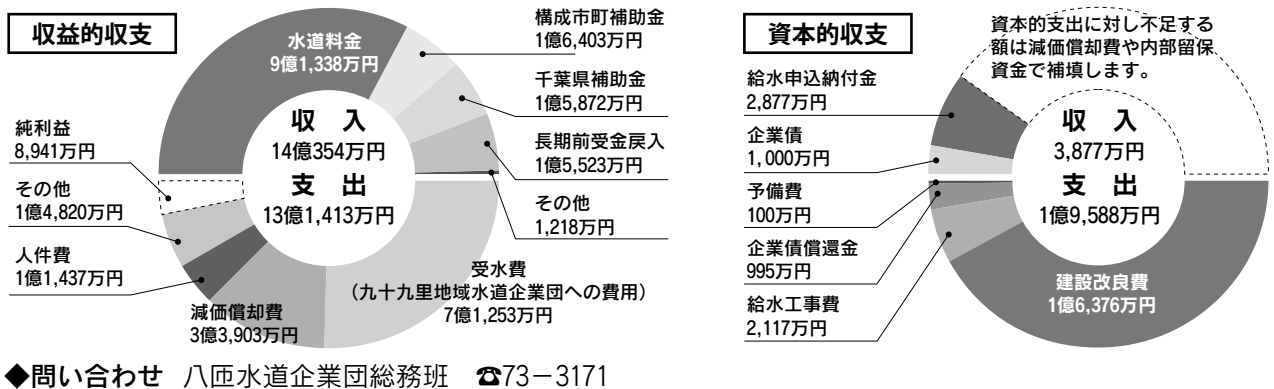 収益的収支
水道料金
9億1,338万円
構成市町補助金
1億6,403万円
千葉県補助金
1億5,872万円
長期前受金戻入
1億5,523万円
その他
1,218万円
収 入
14億354万円
支 出
13億1,413万円
純利益
8,941万円
その他
1億4,820万円
人件費
1億1,437万円
減価償却費
3億3,903万円
受水費
(九十九里地域水道企業団への費用)
7億1,253万円
資本的収支
資本的支出に対し不足する
額は減価償却費や内部留保
資金で補填します。
給水申込納付金
2,877万円
企業債
1,000万円
収 入
3,877万円
支 出
1億9,588万円
予備費
100万円
企業債償還金
995万円
給水工事費
2,117万円
建設改良費
1億6,376万円
◆問い合わせ 八匝水道企業団総務班 ☎73−3171